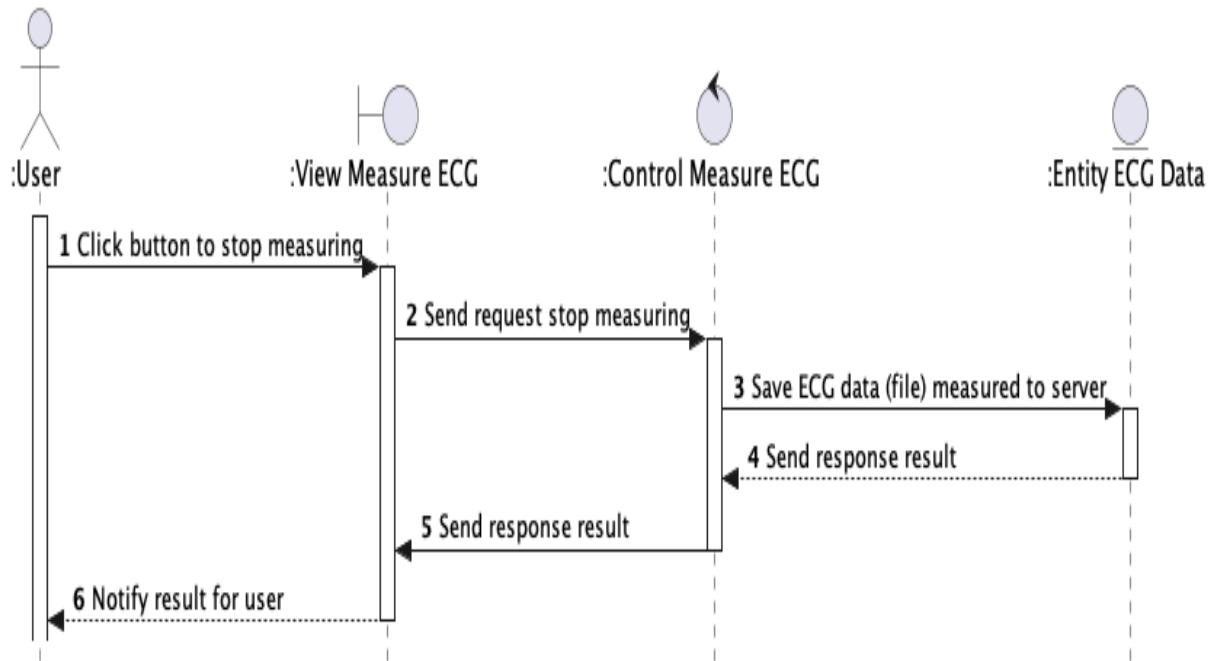 :User
:View Measure ECG
:Control Measure ECG
:Entity ECG Data
1 Click button to stop measuring
2 Send request stop measuring
3 Save ECG data (file) measured to server
4 Send response result
5 Send response result
6 Notify result for user